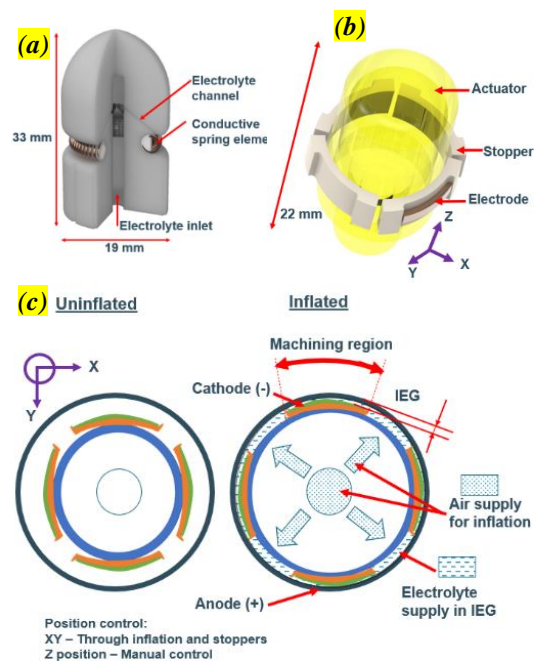 (a)
Electrolyte
channel
33 mm
Conductive
spring eleme
Electrolyte inlet
19 mm
(b)
Actuator
Stopper
Electrode
22 mm
Z
Y
X
(c)
Uninflated
Inflated
Machining region
X
Y
Cathode (-)
IEG
Air supply
for inflation
Electrolyte
supply in IEG
Anode (+)
Position control:
XY – Through inflation and stoppers
Z position – Manual control